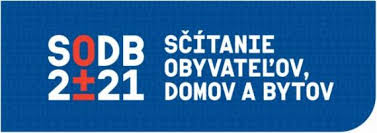 SODB
2±21
SČÍTANIE
OBYVATEĽOV,
DOMOV A BYTOV